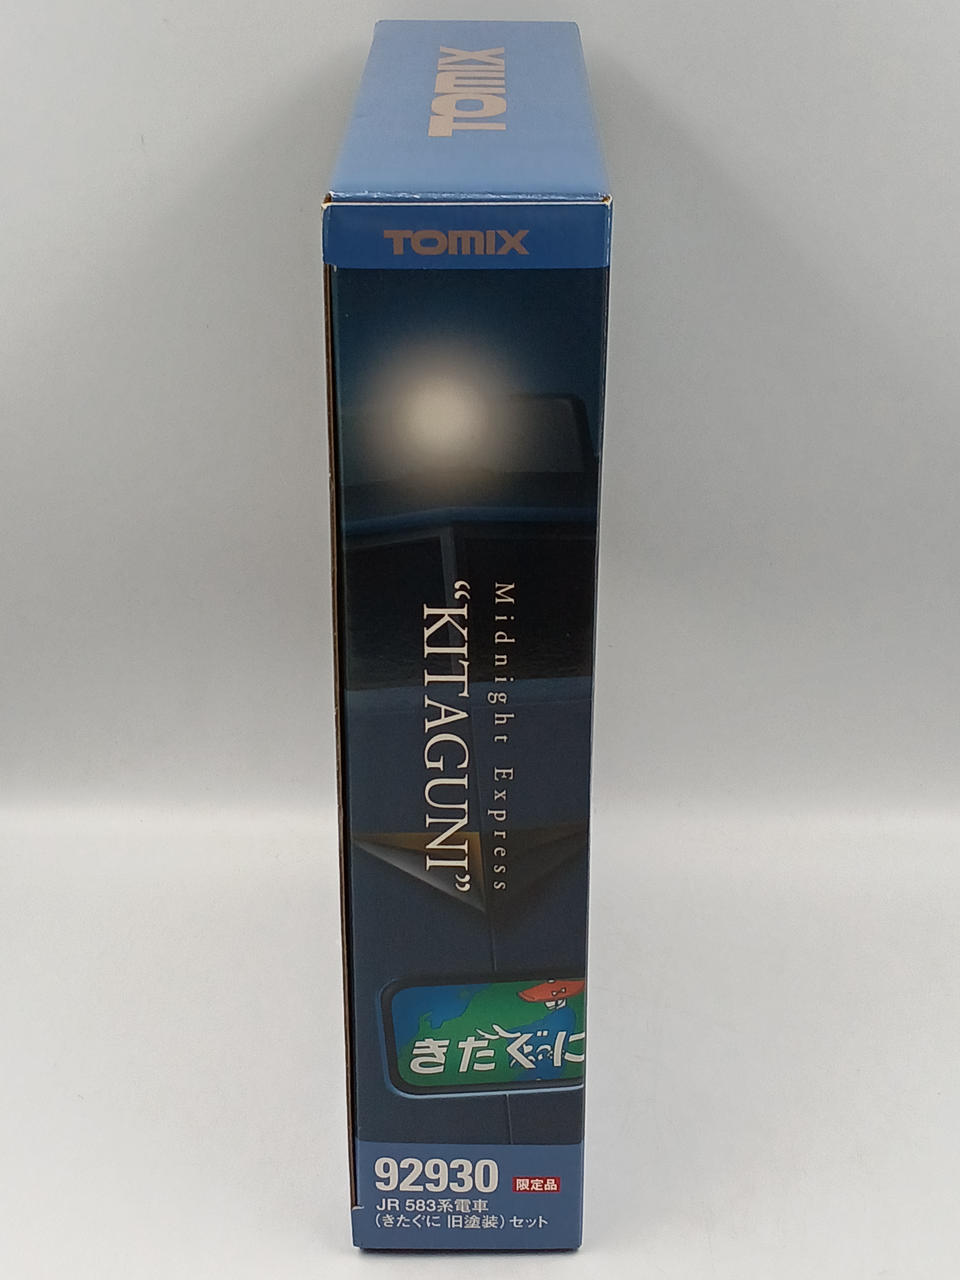 TOMIX
TOMIX
Midnight Express
“KITAGUNI”
きたぐに
92930 限定品
JR 583系電車
(きたぐに 旧塗装) セット